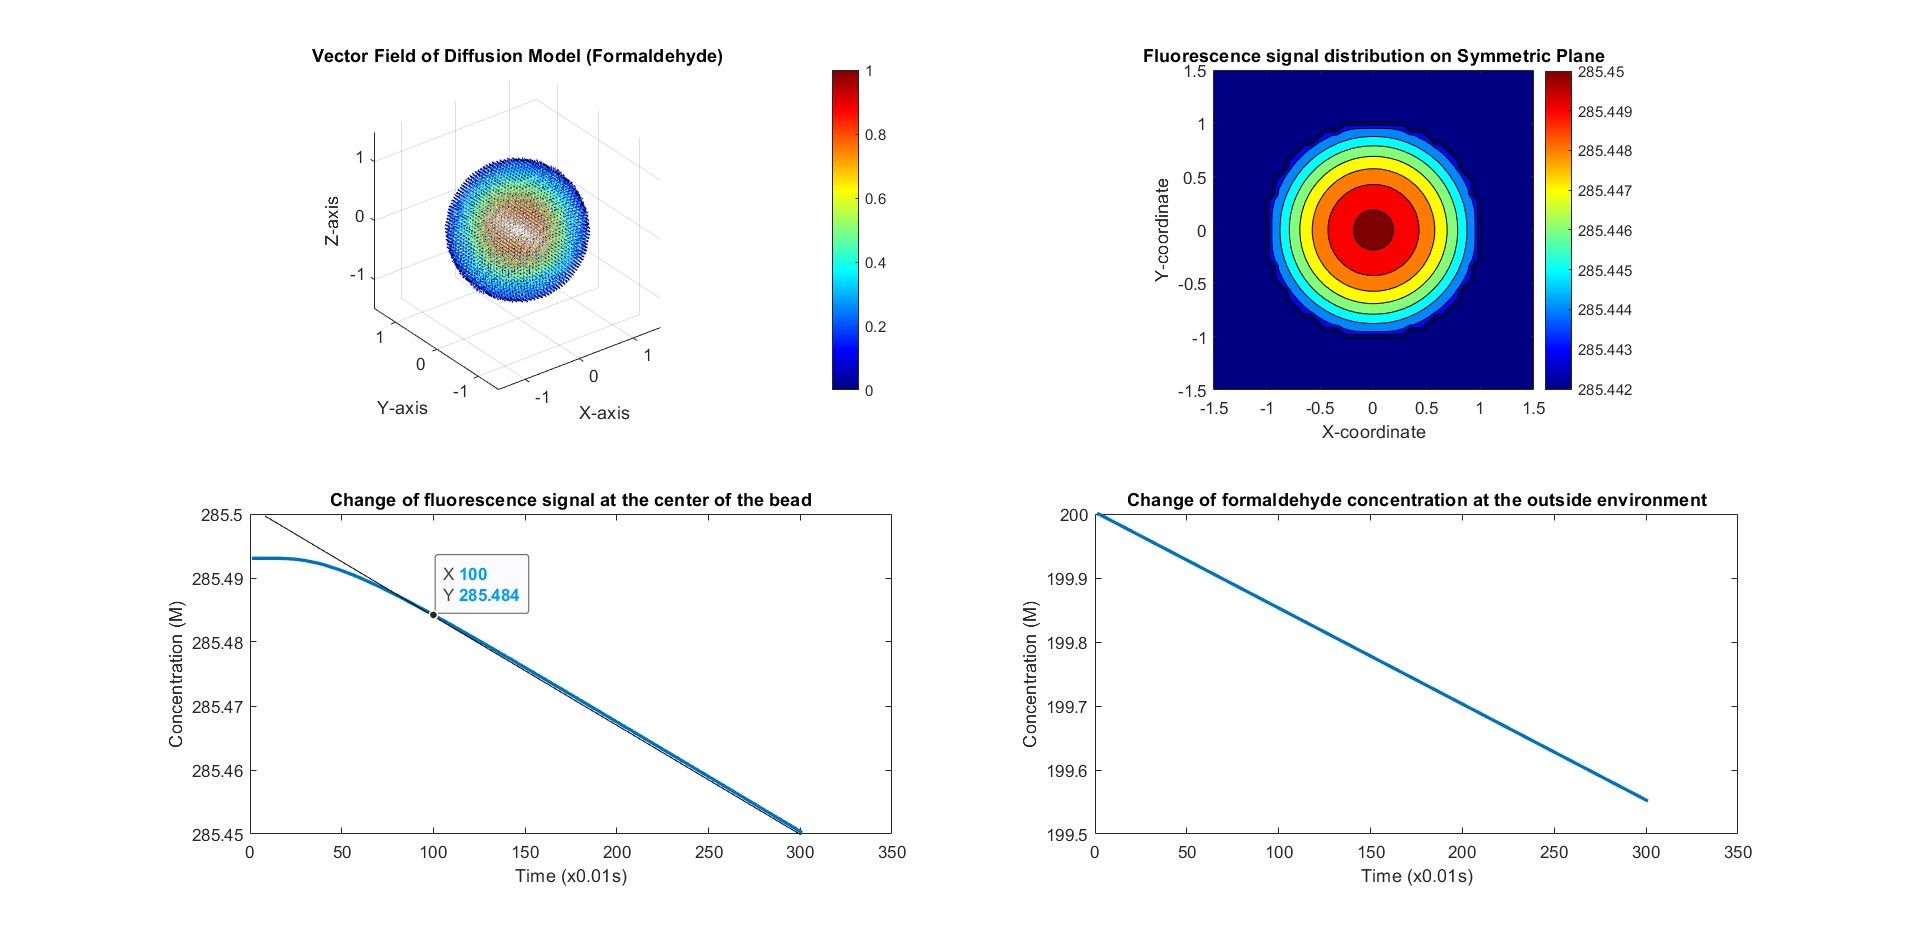 Vector Field of Diffusion Model (Formaldehyde)
1
0.8
0.6
0.4
0.2
0
1
0
-1
Z-axis
1
0
-1
Y-axis
-1
0
1
X-axis
Fluorescence signal distribution on Symmetric Plane
1.5
1
0.5
0
-0.5
-1
-1.5
Y-coordinate
-1.5 -1 -0.5 0 0.5 1 1.5
X-coordinate
285.45
285.449
285.448
285.447
285.446
285.445
285.444
285.443
285.442
Change of fluorescence signal at the center of the bead
285.5
285.49
285.48
285.47
285.46
285.45
Concentration (M)
X 100
Y 285.484
0 50 100 150 200 250 300 350
Time (x0.01s)
Change of formaldehyde concentration at the outside environment
200
199.9
199.8
199.7
199.6
199.5
Concentration (M)
0 50 100 150 200 250 300 350
Time (x0.01s)